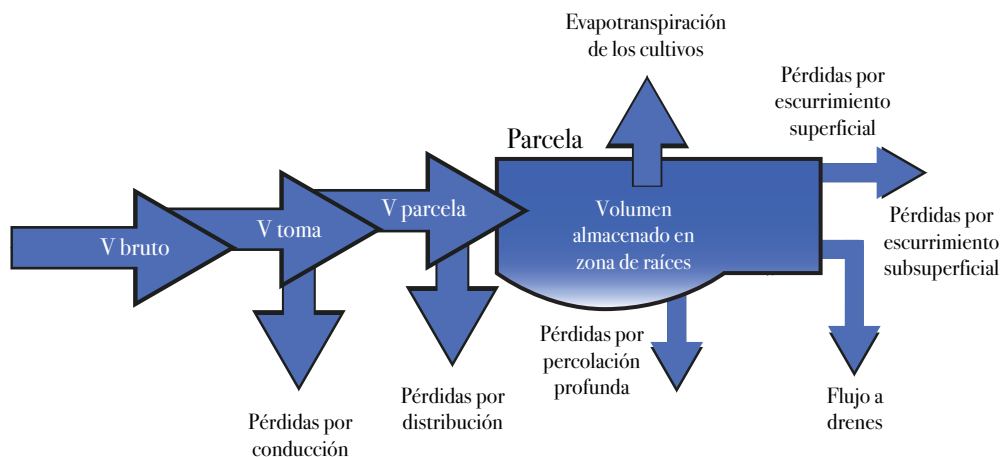 Evapotranspiración
de los cultivos
Pérdidas por
escurrimiento
superficial
Parcela
V parcela
V toma
V bruto
Volumen
almacenado en
zona de raíces
Pérdidas por
escurrimiento
subsuperficial
Pérdidas por
percolación
profunda
Pérdidas por
distribución
Pérdidas por
conducción
Flujo a
drenes